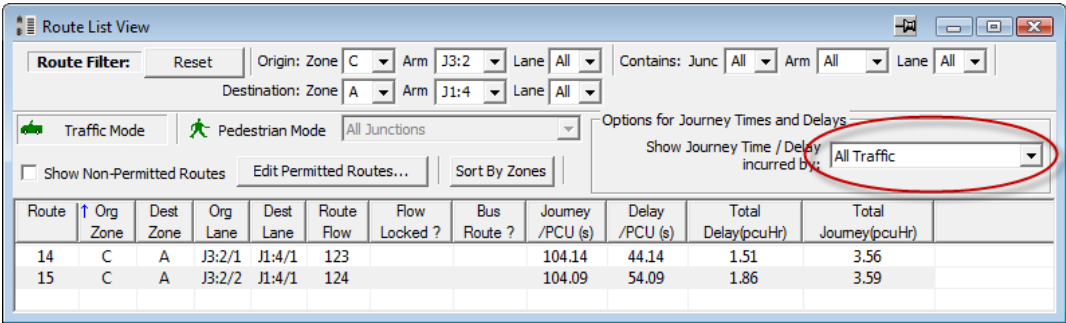 Route List View
Route Filter: Reset Origin: Zone C Arm J3:2 Lane All Contains: Junc All Arm All Lane All
Destination: Zone A Arm J1:4 Lane All
Traffic Mode Pedestrian Mode All Junctions Options for Journey Times and Delays
Show Journey Time / Delay incurred by: All Traffic
Show Non-Permitted Routes Edit Permitted Routes... Sort By Zones
Route Org Dest Org Dest Route Flow Bus Journey Delay Total Total
Zone Zone Lane Lane Flow Locked ? Route ? /PCU (s) /PCU (s) Delay(pcuHr) Journey(pcuHr)
14 C A J3:2/1 J1:4/1 123 104.14 44.14 1.51 3.56
15 C A J3:2/2 J1:4/1 124 104.09 54.09 1.86 3.59